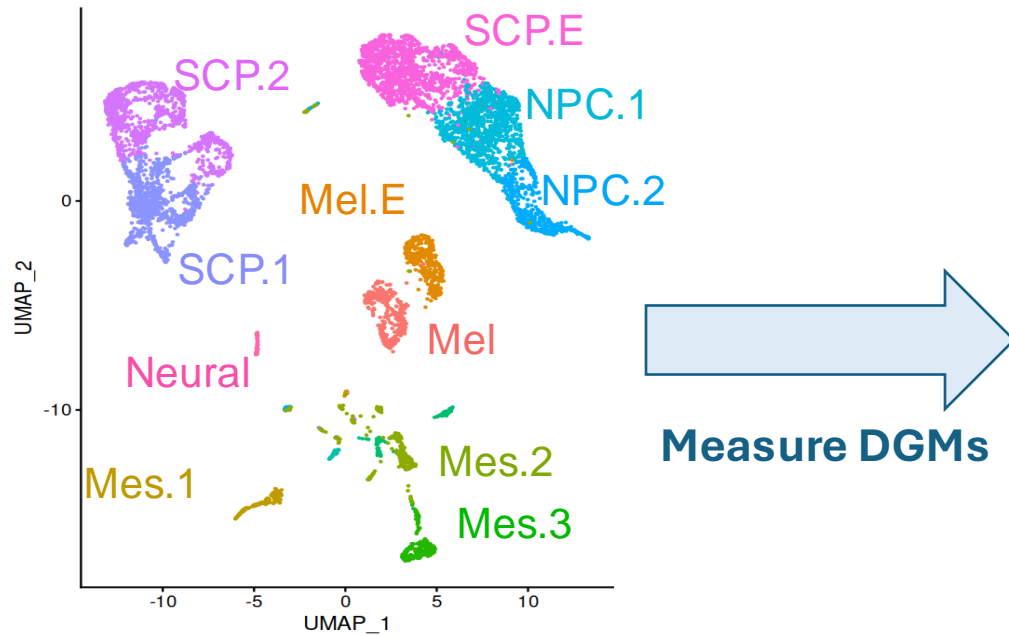 SCP.E
SCP.2
NPC.1
NPC.2
Mel.E
SCP.1
Mel
Neural
Mes.2
Mes.1
Mes.3
0
-10
UMAP_2
-10
-5
0
5
10
UMAP_1
Measure DGMs